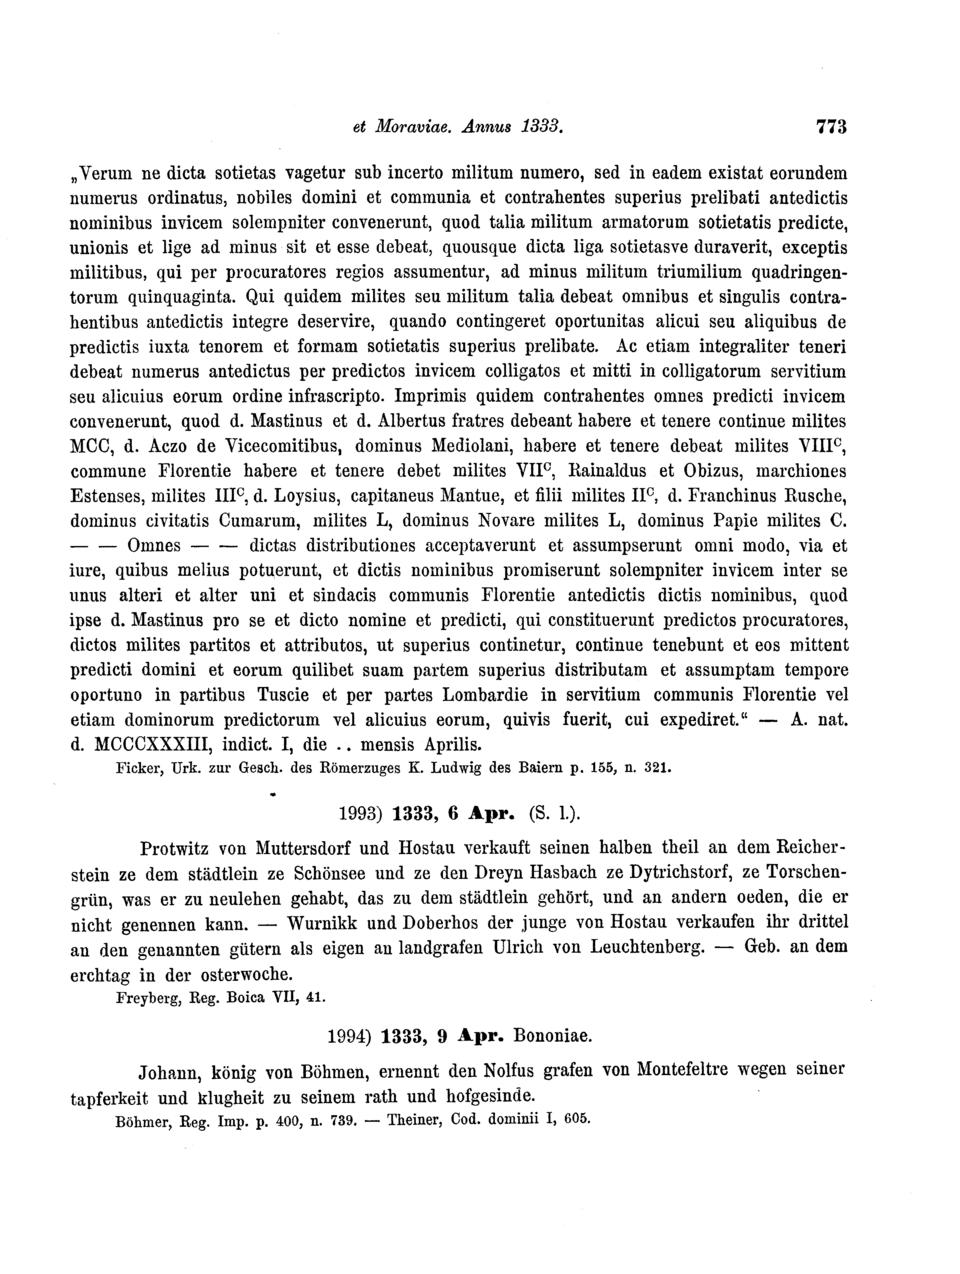 et Moraviae. Annus 1333. 773
„Verum ne dicta sotietas vagetur sub incerto militum numero, sed in eadem existat eorundem
numerus ordinatus, nobiles domini et communia et contrahentes superius prelibati antedictis
nominibus invicem solempniter convenerunt, quod talia militum armatorum sotietatis predicte,
unionis et lige ad minus sit et esse debeat, quousque dicta liga sotietasve duraverit, exceptis
militibus, qui per procuratores regios assumentur, ad minus militum triumilium quadringen-
torum quinquaginta. Qui quidem milites seu militum talia debeat omnibus et singulis contra-
hentibus antedictis integre deservire, quando contingeret oportunitas alicui seu aliquibus de
predictis iuxta tenorem et formam sotietatis superius prelibate. Ac etiam integraliter teneri
debeat numerus antedictus per predictos invicem colligatos et mitti in colligatorum servitium
seu alicuius eorum ordine infrascripto. Imprimis quidem contrahentes omnes predicti invicem
convenerunt, quod d. Mastinus et d. Albertus fratres debeant habere et tenere continue milites
MCC, d. Aczo de Vicecomitibus, dominus Mediolani, habere et tenere debeat milites VIIIᶜ,
commune Florentie habere et tenere debet milites VIIᶜ, Rainaldus et Obizus, marchiones
Estenses, milites IIIᶜ, d. Loysius, capitaneus Mantue, et filii milites IIᶜ, d. Franchinus Rusche,
dominus civitatis Cumarum, milites L, dominus Novare milites L, dominus Papie milites C.
— — Omnes — — dictas distributiones acceptaverunt et assumpserunt omni modo, via et
iure, quibus melius potuerunt, et dictis nominibus promiserunt solempniter invicem inter se
unus alteri et alter uni et sindacis communis Florentie antedictis dictis nominibus, quod
ipse d. Mastinus pro se et dicto nomine et predicti, qui constituerunt predictos procuratores,
dictos milites partitos et attributos, ut superius continetur, continue tenebunt et eos mittent
predicti domini et eorum quilibet suam partem superius distributam et assumptam tempore
oportuno in partibus Tuscie et per partes Lombardie in servitium communis Florentie vel
etiam dominorum predictorum vel alicuius eorum, quivis fuerit, cui expediret.“ — A. nat.
d. MCCCXXXIII, indict. I, die .. mensis Aprilis.
Ficker, Urk. zur Gesch. des Römerzuges K. Ludwig des Baiern p. 155, n. 321.
1993) 1333, 6 Apr. (S. l.).
Protwitz von Muttersdorf und Hostau verkauft seinen halben theil an dem Reicher-
stein ze dem städtlein ze Schönsee und ze den Dreyn Hasbach ze Dytrichstorf, ze Torschen-
grün, was er zu neulehen gehabt, das zu dem städtlein gehört, und an andern oeden, die er
nicht genennen kann. — Wurnikk und Doberhos der junge von Hostau verkaufen ihr drittel
an den genannten gütern als eigen an landgrafen Ulrich von Leuchtenberg. — Geb. an dem
erchtag in der osterwoche.
Freyberg, Reg. Boica VII, 41.
1994) 1333, 9 Apr. Bononiae.
Johann, könig von Böhmen, ernennt den Nolfus grafen von Montefeltre wegen seiner
tapferkeit und klugheit zu seinem rath und hofgesinde.
Böhmer, Reg. Imp. p. 400, n. 739. — Theiner, Cod. dominii I, 605.